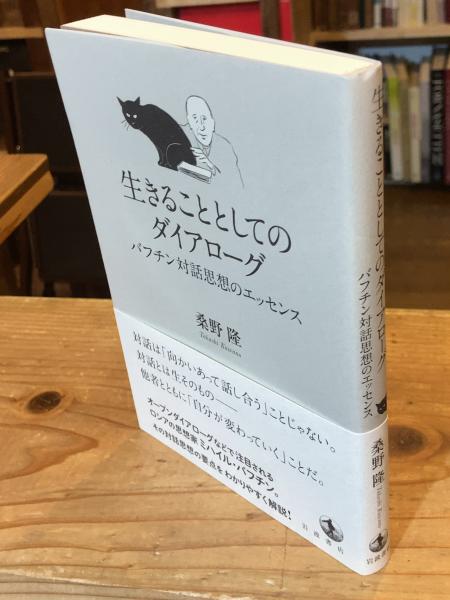 生きることとしての
ダイアローグ
バフチン対話思想のエッセンス
桑野 隆
Takashi Kuwano
対話は「向かいあって話し合う」ことじゃない。
対話とは生そのもの——
他者とともに「自分が変わっていく」ことだ。
オープンダイアローグなどで注目される
ロシアの思想家ミハイル・バフチン。
その対話思想の要点をわかりやすく解説!
岩波書店
生きることとしてのダイアローグ
バフチン対話思想のエッセンス
桑野 隆
Takashi Kuwano
岩波書店